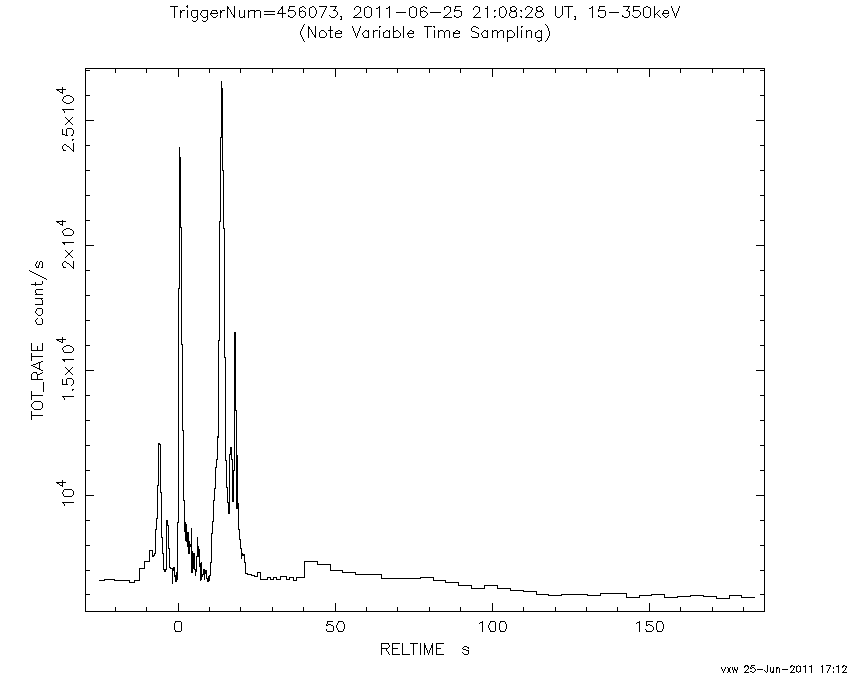 TriggerNum=456073, 2011-06-25 21:08:28 UT, 15-350keV
(Note Variable Time Sampling)
TOT_RATE count/s
2.5×10⁴
2×10⁴
1.5×10⁴
10⁴
0 50 100 150
RELTIME s
vxw 25-Jun-2011 17:12